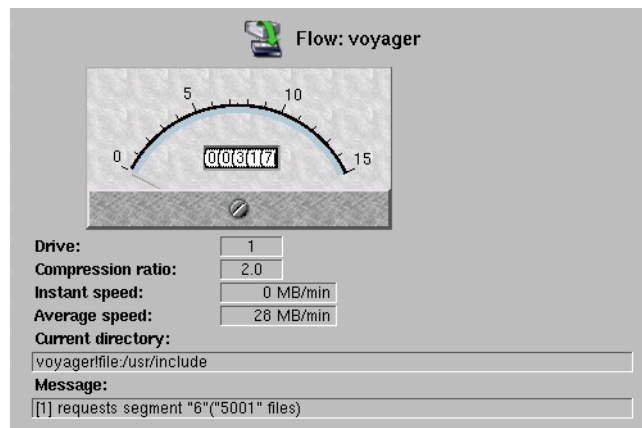 Flow: voyager
5
10
0
00317
15
Drive: 1
Compression ratio: 2.0
Instant speed: 0 MB/min
Average speed: 28 MB/min
Current directory:
voyager!file:/usr/include
Message:
[1] requests segment "6"("5001" files)